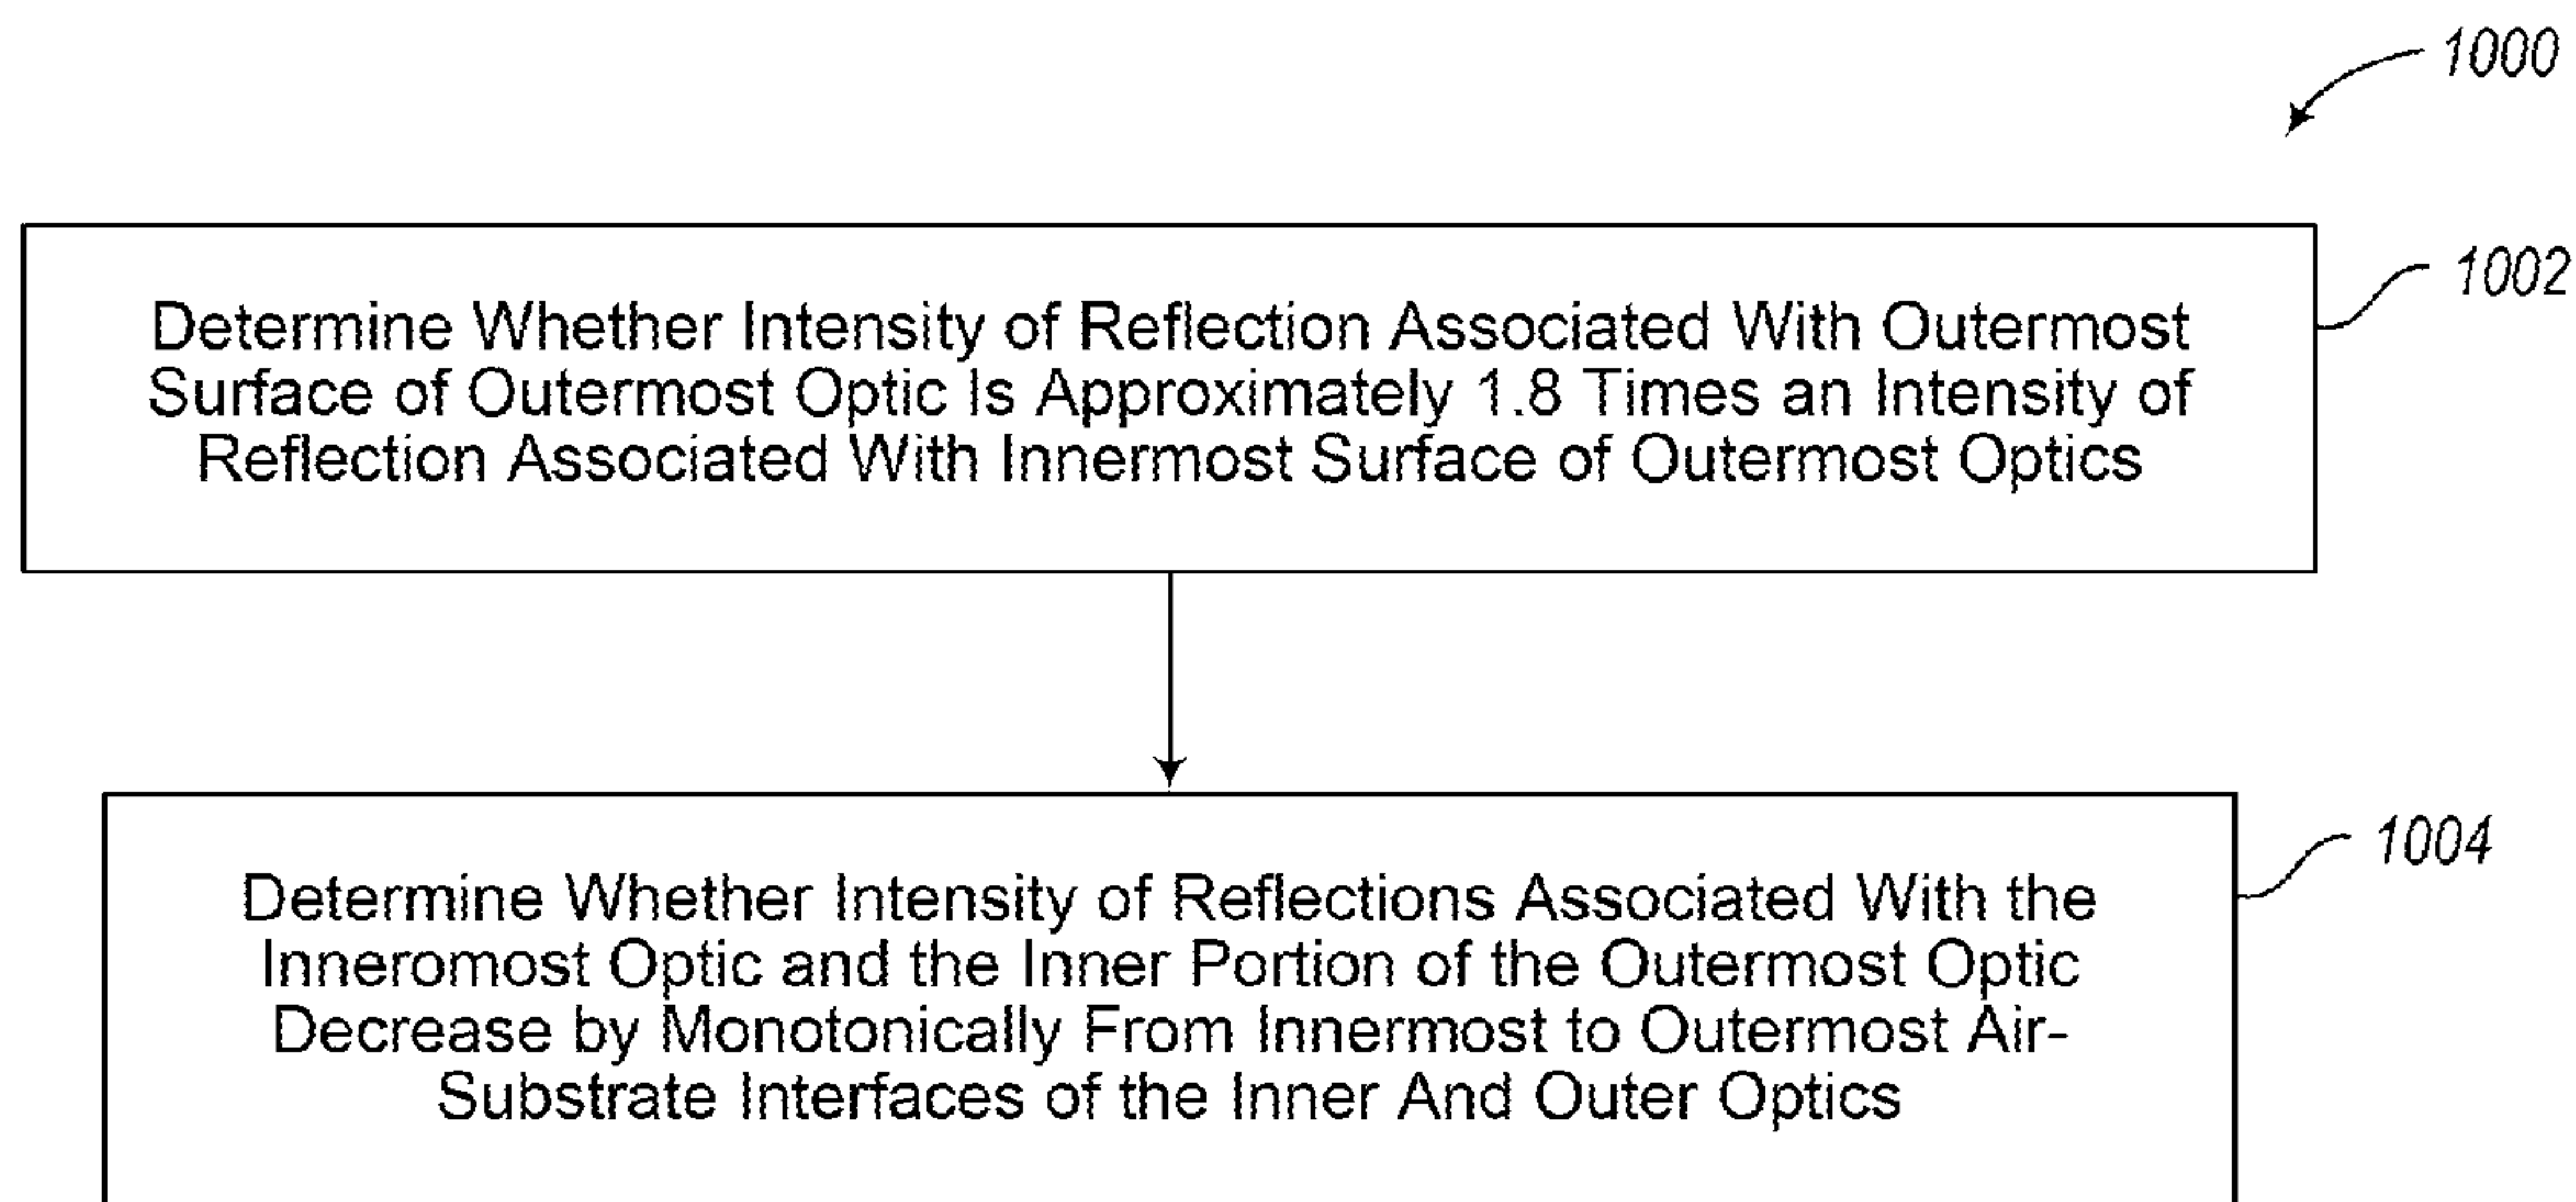 1000
1002
Determine Whether Intensity of Reflection Associated With Outermost
Surface of Outermost Optic Is Approximately 1.8 Times an Intensity of
Reflection Associated With Innermost Surface of Outermost Optics
1004
Determine Whether Intensity of Reflections Associated With the
Inneromost Optic and the Inner Portion of the Outermost Optic
Decrease by Monotonically From Innermost to Outermost Air-
Substrate Interfaces of the Inner And Outer Optics